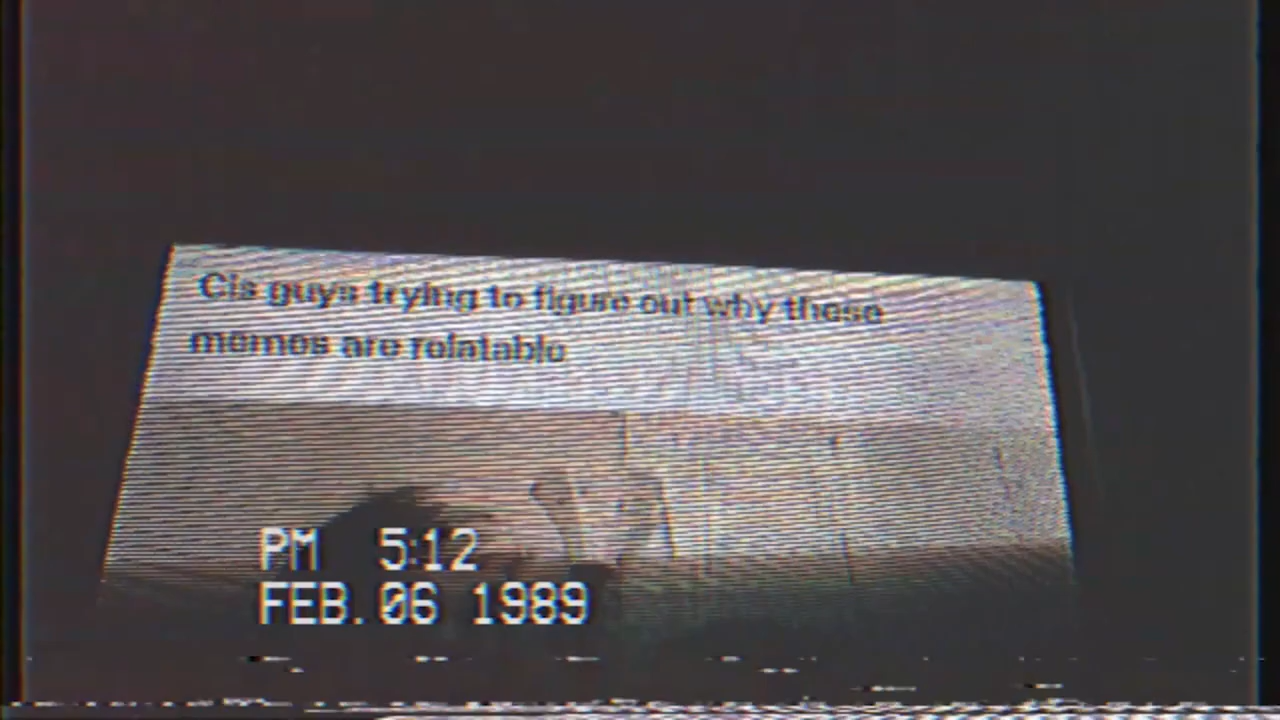 Cis guys trying to figure out why these
memes are relatable
PM 5:12
FEB. 06 1989